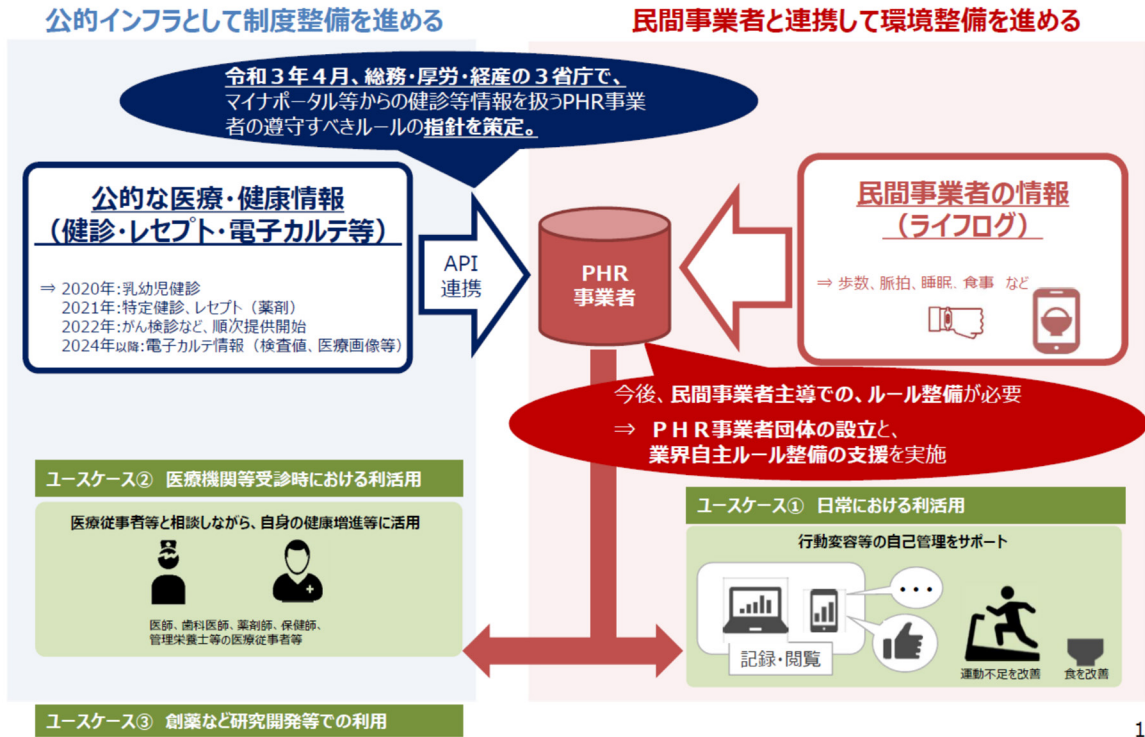 公的インフラとして制度整備を進める
民間事業者と連携して環境整備を進める
令和３年４月、総務・厚労・経産の３省庁で、
マイナポータル等からの健診等情報を扱うPHR事業
者の遵守すべきルールの指針を策定。
公的な医療・健康情報
（健診・レセプト・電子カルテ等）
⇒ 2020年:乳幼児健診
2021年:特定健診、レセプト（薬剤）
2022年:がん検診など、順次提供開始
2024年以降:電子カルテ情報（検査値、医療画像等）
API
連携
PHR
事業者
民間事業者の情報
（ライフログ）
⇒ 歩数、脈拍、睡眠、食事 など
今後、民間事業者主導での、ルール整備が必要
⇒ ＰＨＲ事業者団体の設立と、
業界自主ルール整備の支援を実施
ユースケース② 医療機関等受診時における利活用
医療従事者等と相談しながら、自身の健康増進等に活用
医師、歯科医師、薬剤師、保健師、
管理栄養士等の医療従事者等
ユースケース① 日常における利活用
行動変容等の自己管理をサポート
記録・閲覧
運動不足を改善
食を改善
ユースケース③ 創薬など研究開発等での利用
1